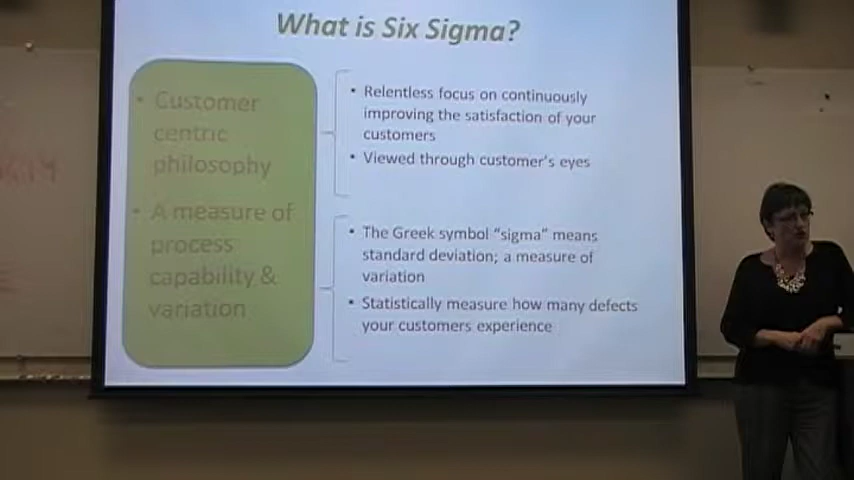 What is Six Sigma?
• Customer
centric
philosophy
• A measure of
process
capability &
variation
• Relentless focus on continuously
improving the satisfaction of your
customers
• Viewed through customer's eyes
• The Greek symbol "sigma" means
standard deviation; a measure of
variation
• Statistically measure how many defects
your customers experience